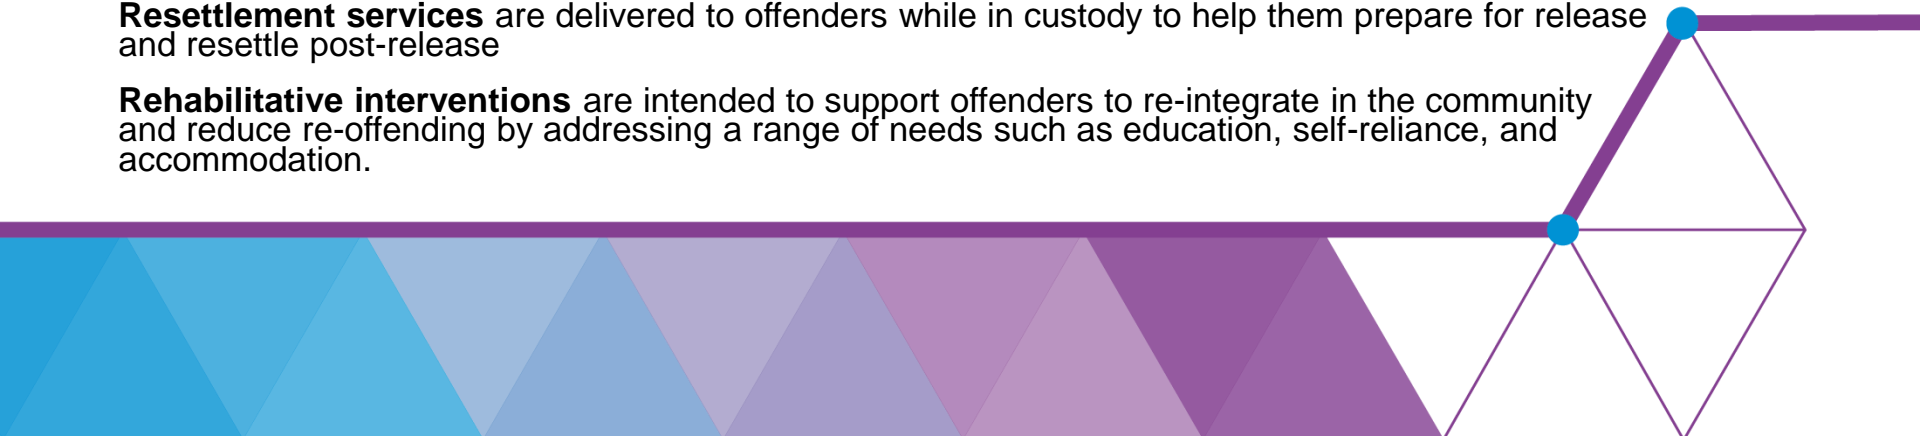 Resettlement services are delivered to offenders while in custody to help them prepare for release
and resettle post-release
Rehabilitative interventions are intended to support offenders to re-integrate in the community
and reduce re-offending by addressing a range of needs such as education, self-reliance, and
accommodation.